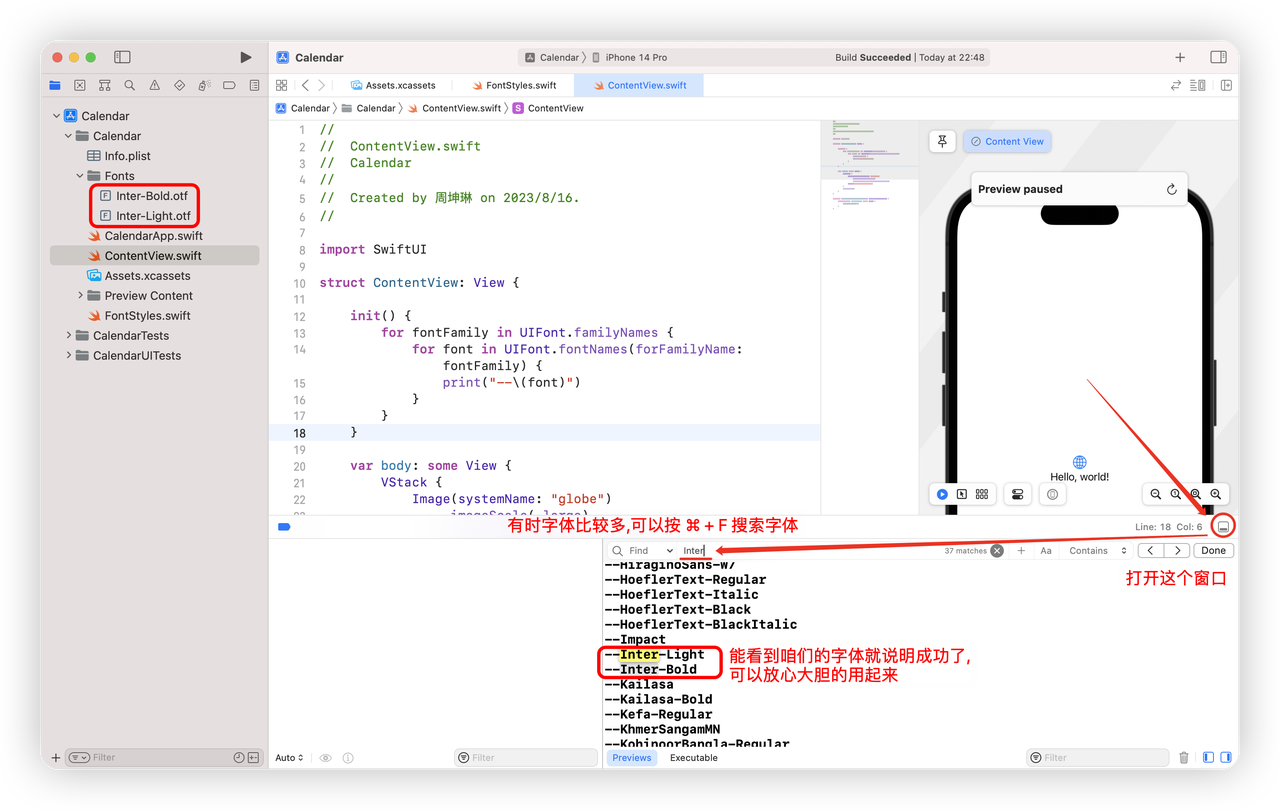 Calendar
Calendar
iPhone 14 Pro
Build Succeeded | Today at 22:48
Assets.xcassets
FontStyles.swift
ContentView.swift
Calendar
Calendar
ContentView.swift
S
ContentView
Calendar
Calendar
Info.plist
Fonts
F Inter-Bold.otf
F Inter-Light.otf
CalendarApp.swift
ContentView.swift
Assets.xcassets
Preview Content
FontStyles.swift
CalendarTests
CalendarUITests
Filter
1 //
2 // ContentView.swift
3 // Calendar
4 //
5 // Created by 周坤琳 on 2023/8/16.
6 //
7
8 import SwiftUI
9
10 struct ContentView: View {
11
12 init() {
13 for fontFamily in UIFont.familyNames {
14 for font in UIFont.fontNames(forFamilyName:
fontFamily) {
15 print("--\(font)")
16 }
17 }
18 }
19
20 var body: some View {
21 VStack {
22 Image(systemName: "globe")
.imageScale(.large)
Content View
Preview paused
Hello, world!
有时字体比较多,可以按 ⌘ + F 搜索字体
Line: 18 Col: 6
Find
Inter
37 matches
Aa
Contains
Done
打开这个窗口
--HiraginoSans-W7
--HoeflerText-Regular
--HoeflerText-Italic
--HoeflerText-Black
--HoeflerText-BlackItalic
--Impact
--Inter-Light
--Inter-Bold
--Kailasa
--Kailasa-Bold
--Kefa-Regular
--KhmerSangamMN
--KohinoorBangla-Regular
能看到咱们的字体就说明成功了,
可以放心大胆的用起来
Auto
Filter
Previews
Executable
Filter